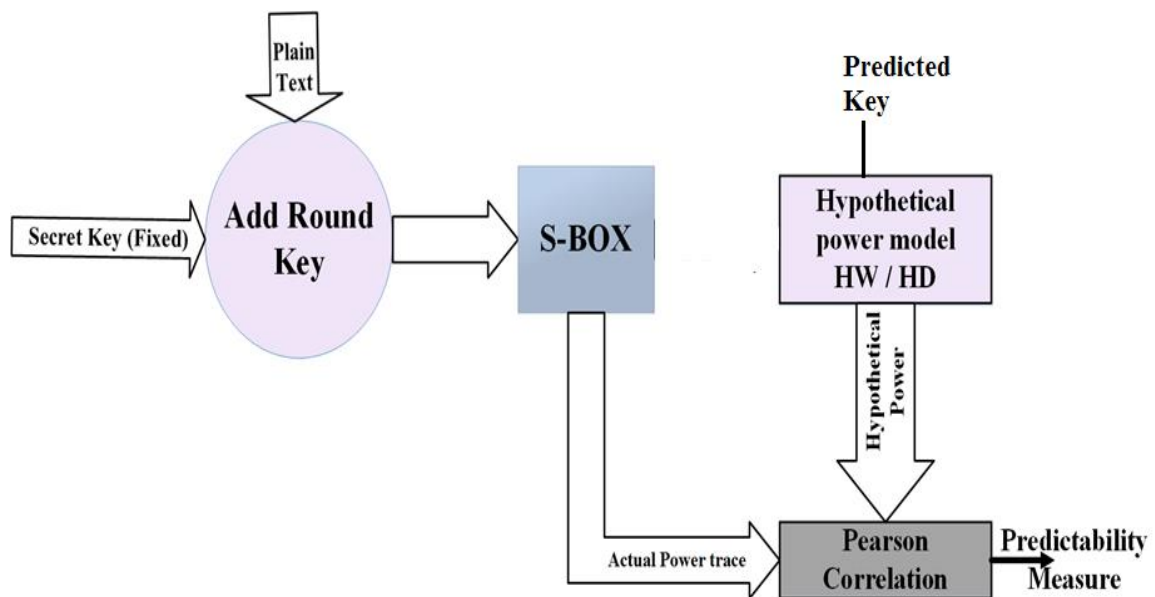 Plain
Text
Secret Key (Fixed)
Add Round
Key
S-BOX
Predicted
Key
Hypothetical
power model
HW / HD
Hypothetical
Power
Actual Power trace
Pearson
Correlation
Predictability
Measure